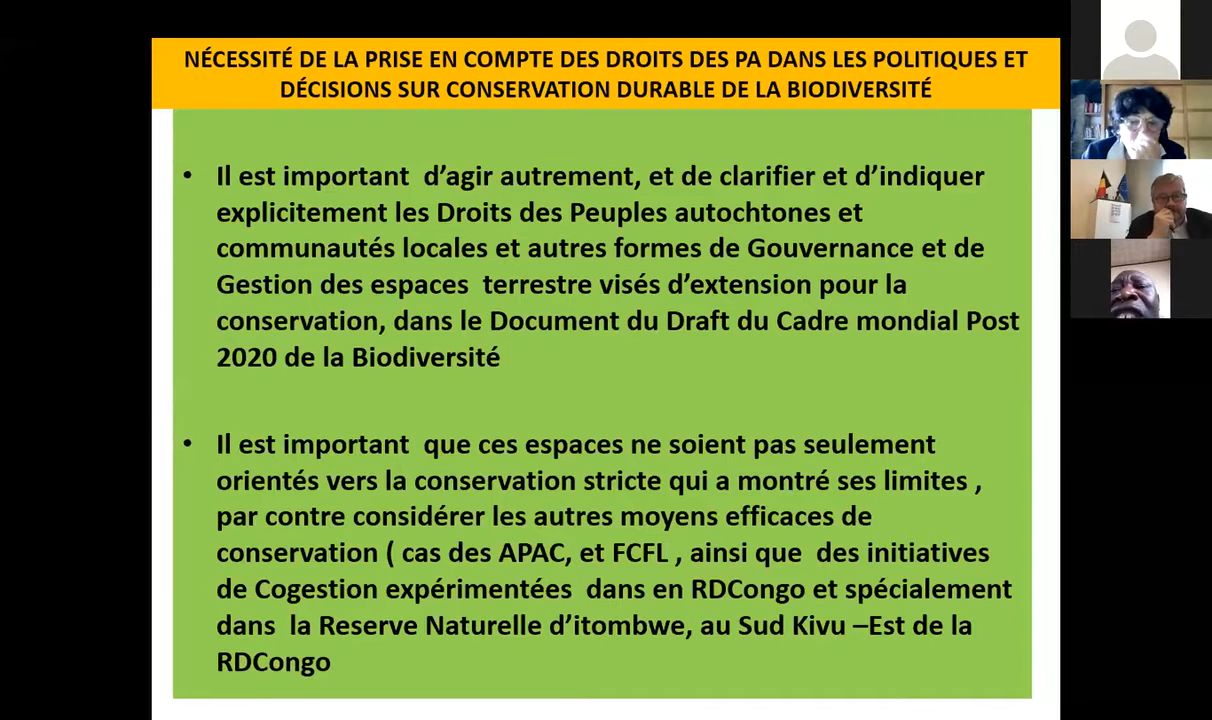 NÉCESSITÉ DE LA PRISE EN COMPTE DES DROITS DES PA DANS LES POLITIQUES ET
DÉCISIONS SUR CONSERVATION DURABLE DE LA BIODIVERSITÉ
• Il est important d’agir autrement, et de clarifier et d’indiquer
explicitement les Droits des Peuples autochtones et
communautés locales et autres formes de Gouvernance et de
Gestion des espaces terrestre visés d’extension pour la
conservation, dans le Document du Draft du Cadre mondial Post
2020 de la Biodiversité
• Il est important que ces espaces ne soient pas seulement
orientés vers la conservation stricte qui a montré ses limites ,
par contre considérer les autres moyens efficaces de
conservation ( cas des APAC, et FCFL , ainsi que des initiatives
de Cogestion expérimentées dans en RDCongo et spécialement
dans la Reserve Naturelle d’itombwe, au Sud Kivu –Est de la
RDCongo